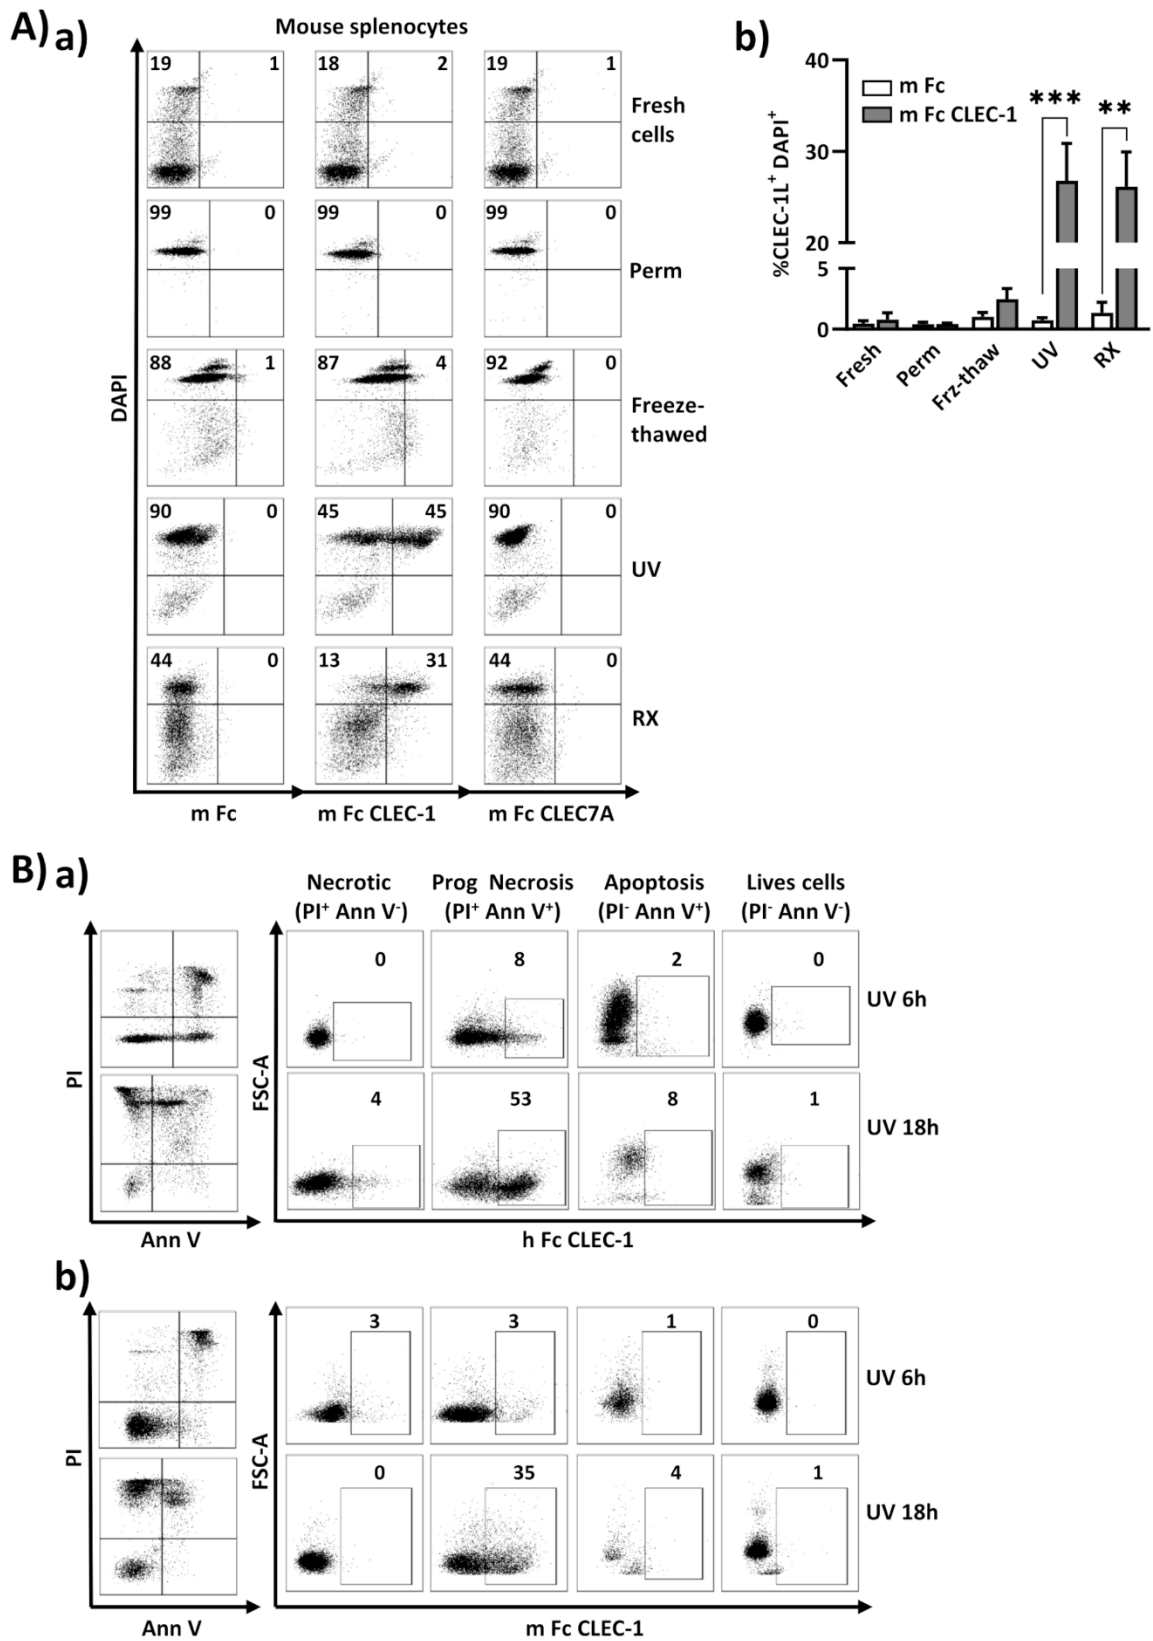 A) a)
Mouse splenocytes
19 1 18 2 19 1
Fresh
cells
99 0 99 0 99 0
Perm
88 1 87 4 92 0
Freeze-
thawed
90 0 45 45 90 0
UV
44 0 13 31 44 0
RX
DAPI
m Fc m Fc CLEC-1 m Fc CLEC7A
b)
%CLEC-1L+ DAPI+
40
30
20
5
0
m Fc
m Fc CLEC-1
*** **
Fresh Perm Frz-thaw UV RX
B) a)
Necrotic Prog Necrosis Apoptosis Lives cells
(PI+ Ann V-) (PI+ Ann V+) (PI- Ann V+) (PI- Ann V-)
0 8 2 0
UV 6h
4 53 8 1
UV 18h
PI
Ann V
FSC-A
h Fc CLEC-1
b)
3 3 1 0
UV 6h
0 35 4 1
UV 18h
PI
Ann V
FSC-A
m Fc CLEC-1